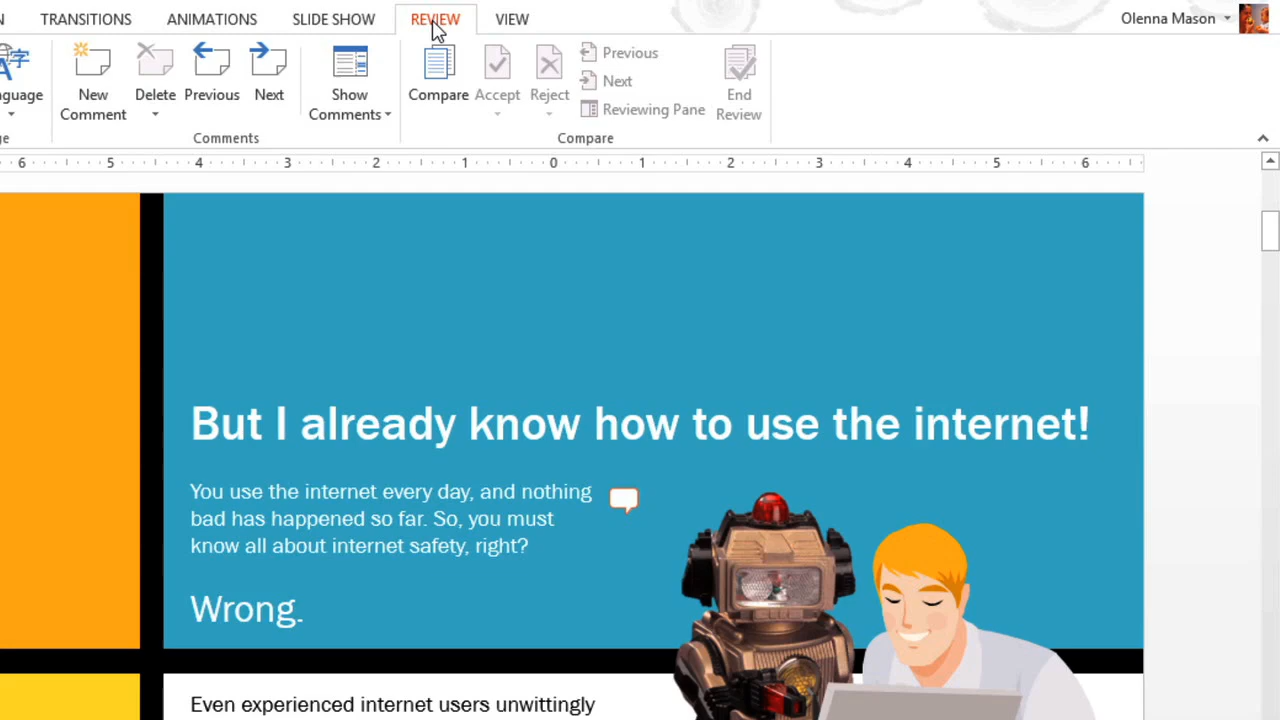 N TRANSITIONS ANIMATIONS SLIDE SHOW REVIEW VIEW Olenna Mason
字
nguage New Comment Delete Previous Next Show Comments Compare Accept Reject Previous Next Reviewing Pane End Review
ge Comments Compare
6 5 4 3 2 1 0 1 2 3 4 5 6
But I already know how to use the internet!
You use the internet every day, and nothing
bad has happened so far. So, you must
know all about internet safety, right?
Wrong.
Even experienced internet users unwittingly